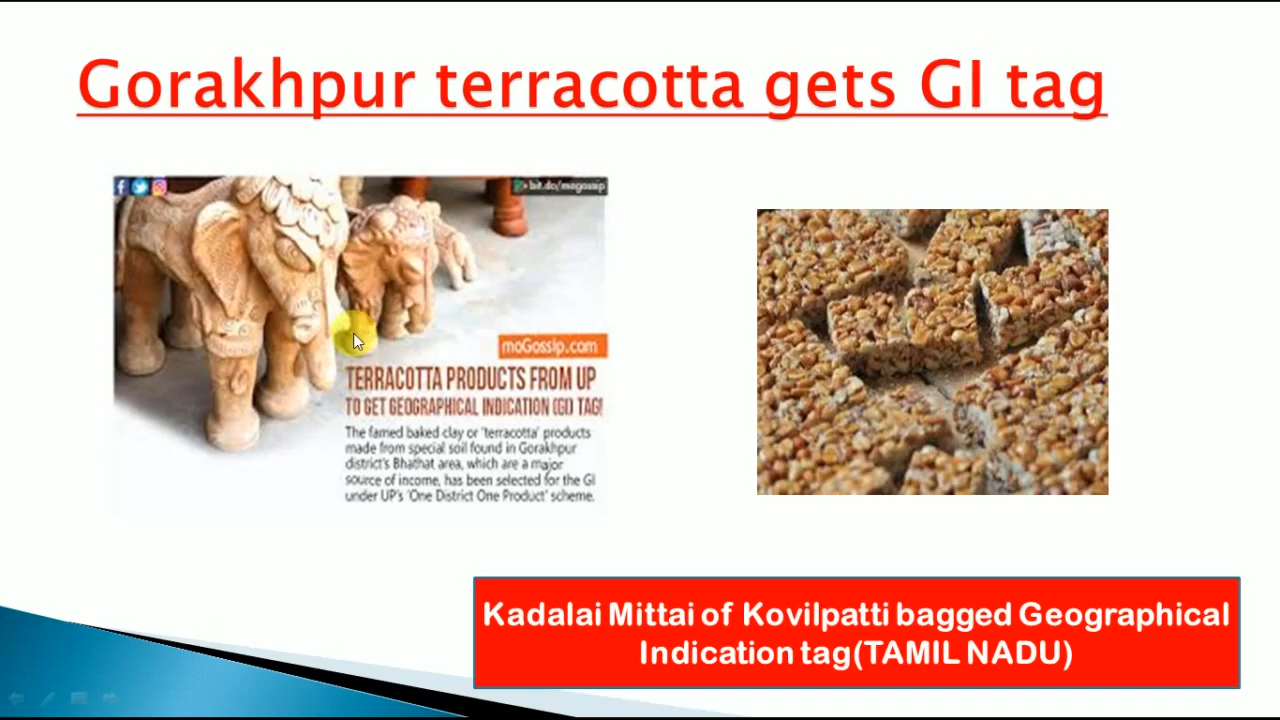 Gorakhpur terracotta gets GI tag
bit.do/mogossip
moGossip.com
TERRACOTTA PRODUCTS FROM UP
TO GET GEOGRAPHICAL INDICATION (GI) TAG!
The famed baked clay or 'terracotta' products
made from special soil found in Gorakhpur
district's Bhathat area, which are a major
source of income, has been selected for the GI
under UP's 'One District One Product' scheme.
Kadalai Mittai of Kovilpatti bagged Geographical
Indication tag(TAMIL NADU)